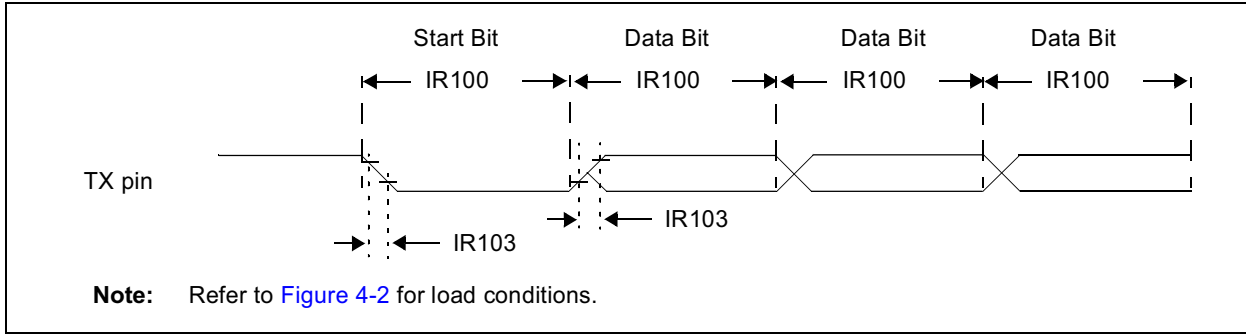 Start Bit Data Bit Data Bit Data Bit
IR100 IR100 IR100 IR100
TX pin
IR103 IR103
Note: Refer to Figure 4-2 for load conditions.